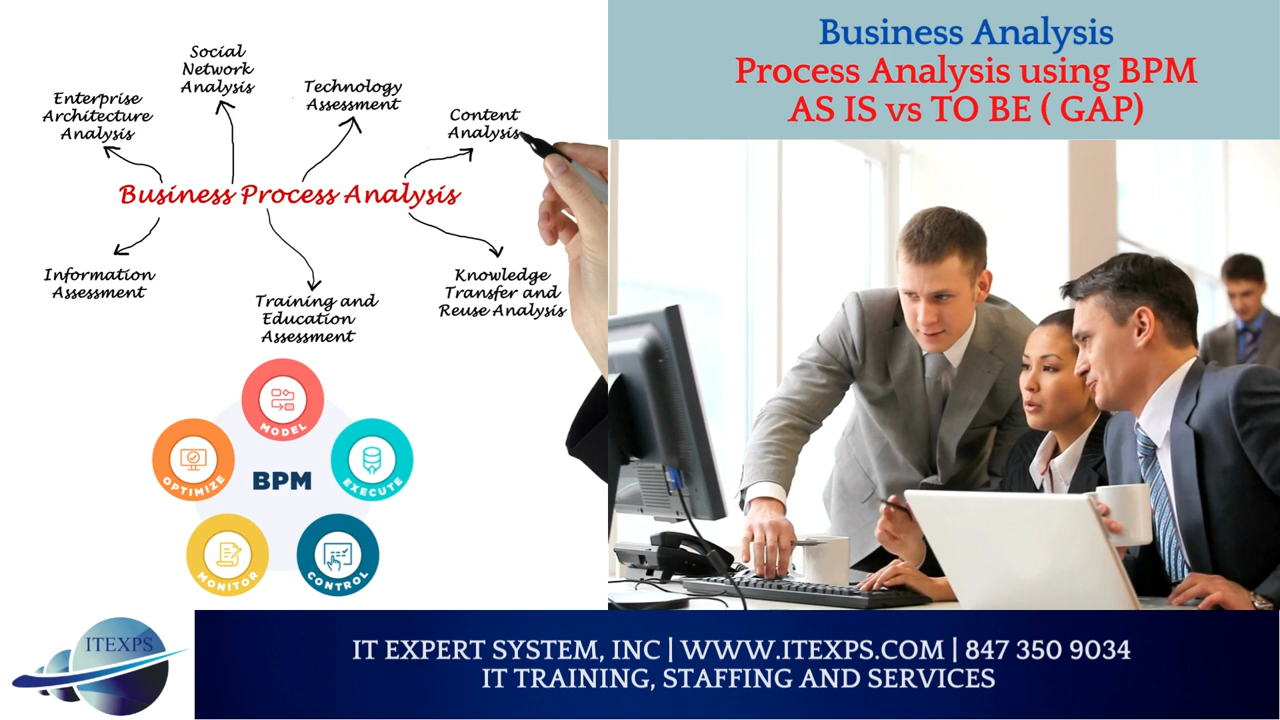 Social
Network
Analysis
Technology
Assessment
Enterprise
Architecture
Analysis
Content
Analysis
Business Process Analysis
Information
Assessment
Training and
Education
Assessment
Knowledge
Transfer and
Reuse Analysis
MODEL
OPTIMIZE
BPM
EXECUTE
MONITOR
CONTROL
Business Analysis
Process Analysis using BPM
AS IS vs TO BE ( GAP)
ITEXPS
IT EXPERT SYSTEM, INC | WWW.ITEXPS.COM | 847 350 9034
IT TRAINING, STAFFING AND SERVICES